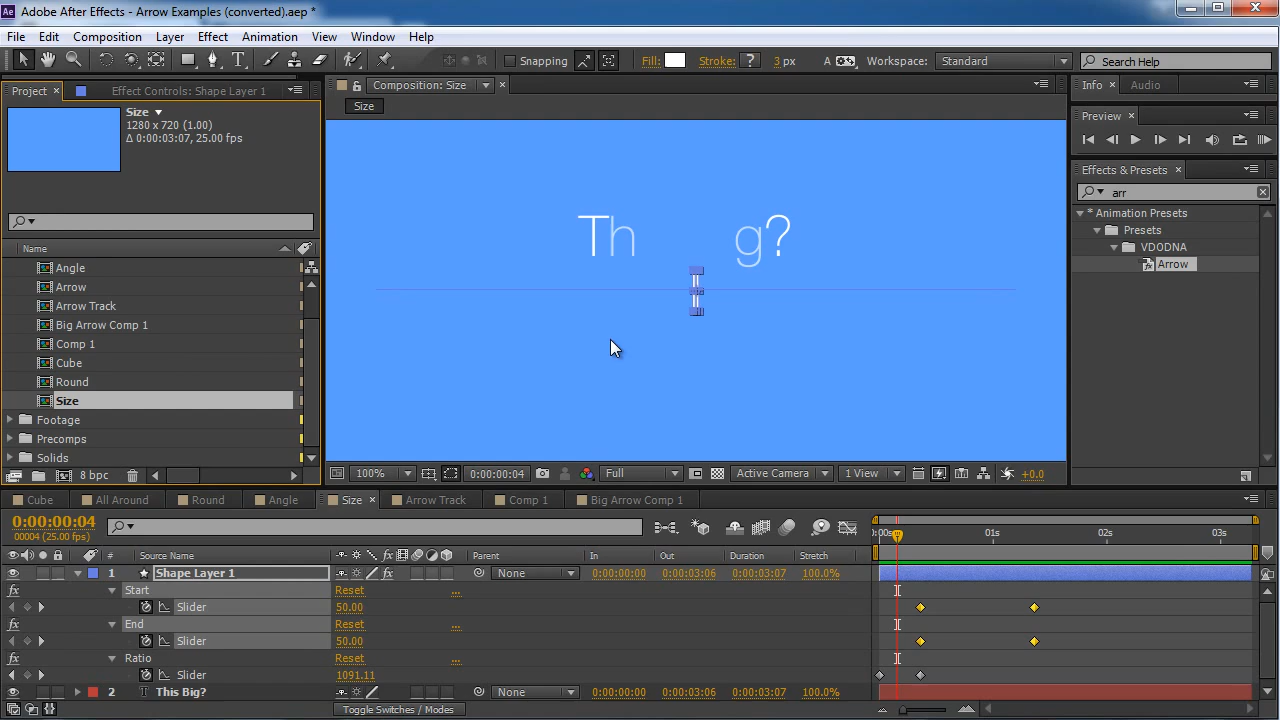 Adobe After Effects - Arrow Examples (converted).aep *
File Edit Composition Layer Effect Animation View Window Help
Snapping Fill: Stroke: ? 3 px A Workspace: Standard Search Help
Project × Effect Controls: Shape Layer 1
Composition: Size ×
Info × Audio
Size
Size
1280 x 720 (1.00)
Δ 0:00:03:07, 25.00 fps
Preview ×
Effects & Presets ×
arr
* Animation Presets
Presets
VDODNA
Arrow
Th g?
Name
Angle
Arrow
Arrow Track
Big Arrow Comp 1
Comp 1
Cube
Round
Size
Footage
Precomps
Solids
8 bpc
100% 0:00:00:04 Full Active Camera 1 View +0.0
Cube All Around Round Angle Size × Arrow Track Comp 1 Big Arrow Comp 1
0:00:00:04
00004 (25.00 fps)
:00s 01s 02s 03s
# Source Name Parent In Out Duration Stretch
1 Shape Layer 1 None 0:00:00:00 0:00:03:06 0:00:03:07 100.0%
Start Reset ...
Slider 50.00
End Reset ...
Slider 50.00
Ratio Reset ...
Slider 1091.11
2 T This Big? None 0:00:00:00 0:00:03:06 0:00:03:07 100.0%
Toggle Switches / Modes